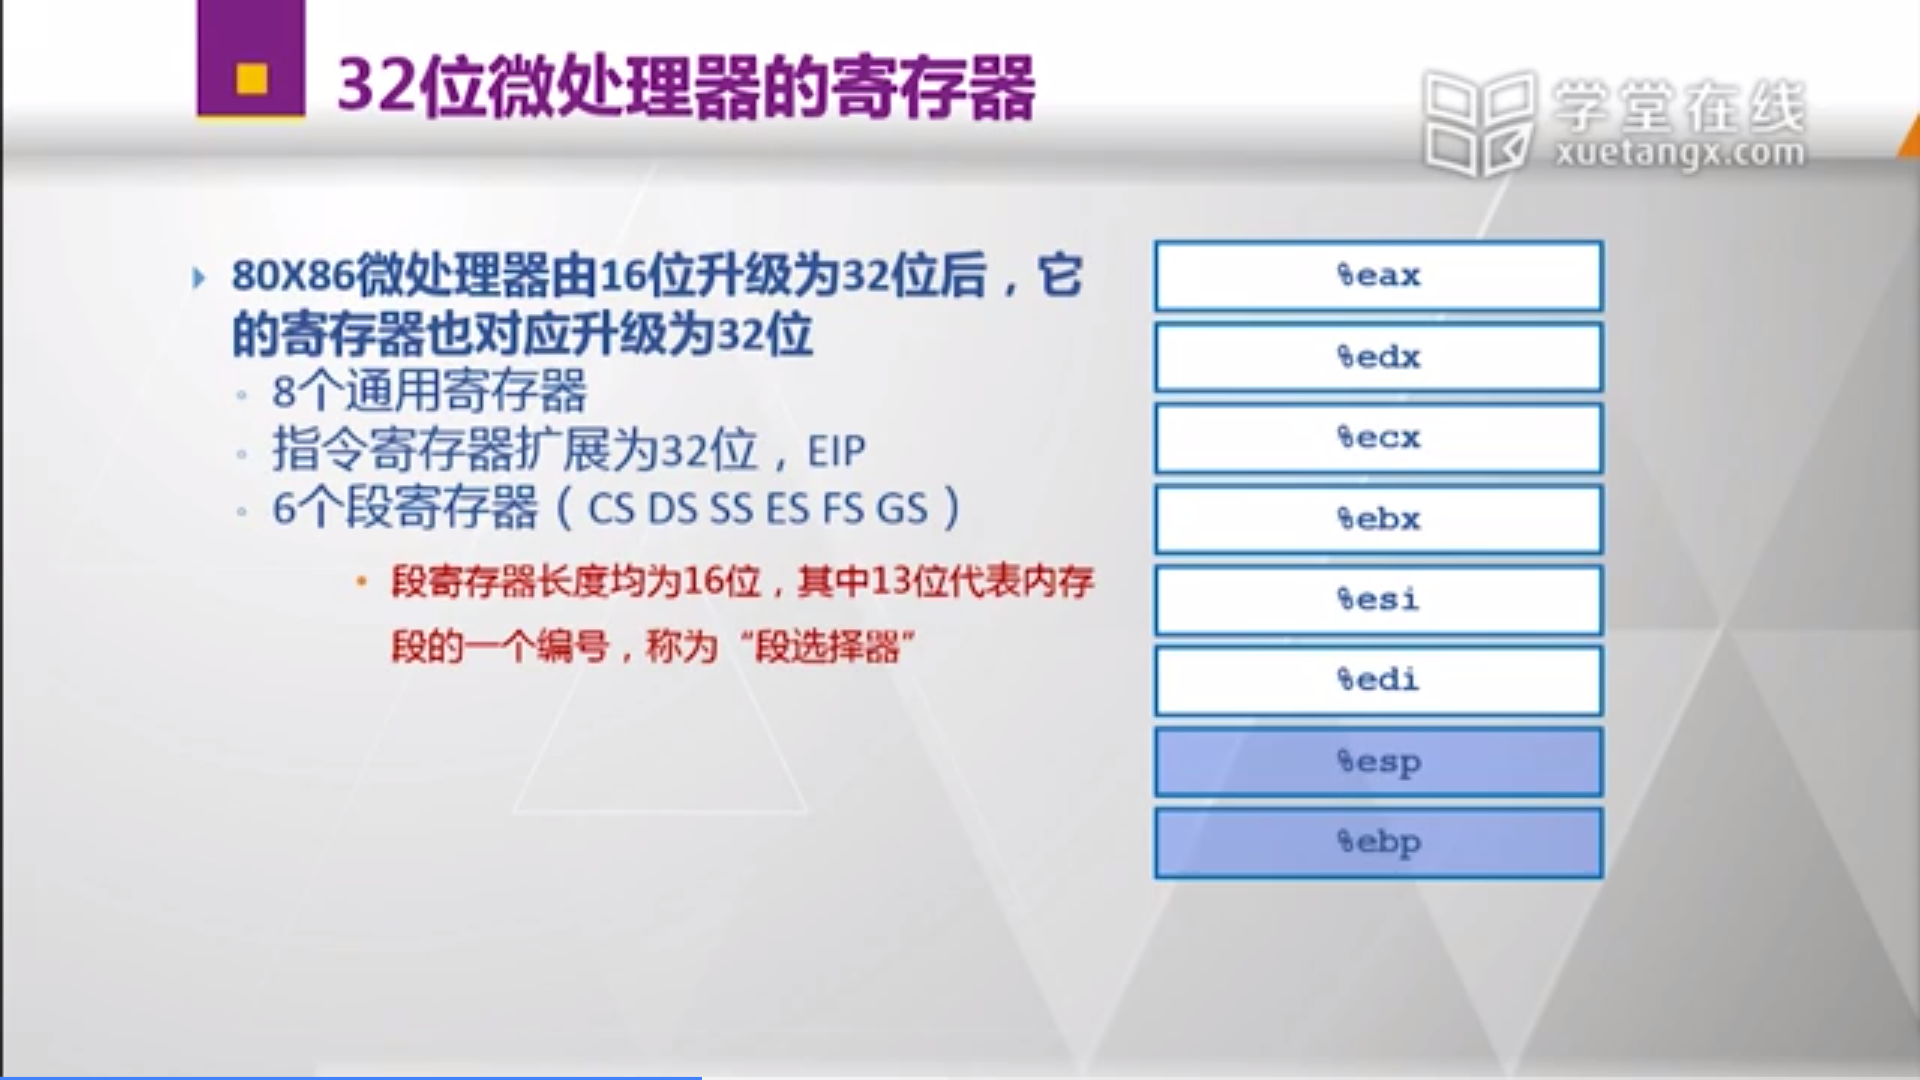 32位微处理器的寄存器
学堂在线
xuetangx.com
80X86微处理器由16位升级为32位后，它
的寄存器也对应升级为32位
8个通用寄存器
指令寄存器扩展为32位，EIP
6个段寄存器（CS DS SS ES FS GS）
段寄存器长度均为16位，其中13位代表内存
段的一个编号，称为“段选择器”
%eax
%edx
%ecx
%ebx
%esi
%edi
%esp
%ebp